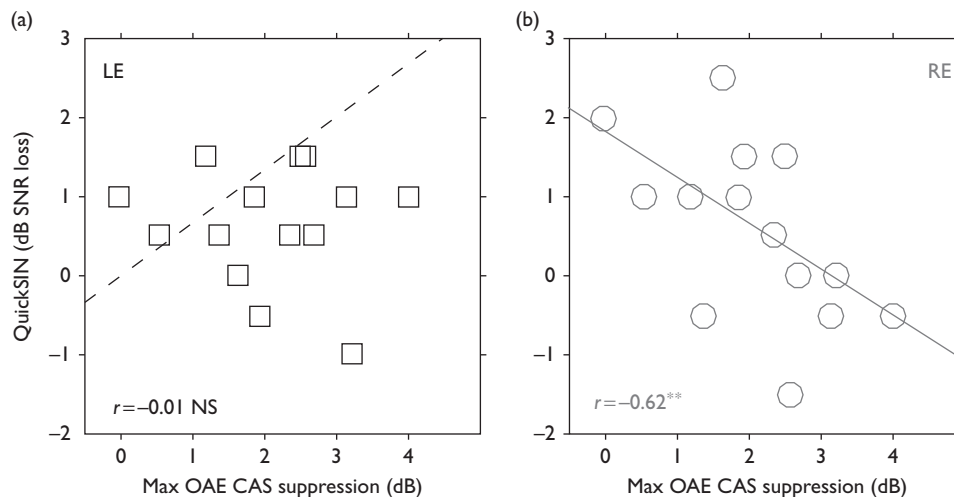 (a)
(b)
3
2
1
0
−1
−2
QuickSIN (dB SNR loss)
LE
r=−0.01 NS
0 1 2 3 4
Max OAE CAS suppression (dB)
3
2
1
0
−1
−2
RE
r=−0.62**
0 1 2 3 4
Max OAE CAS suppression (dB)